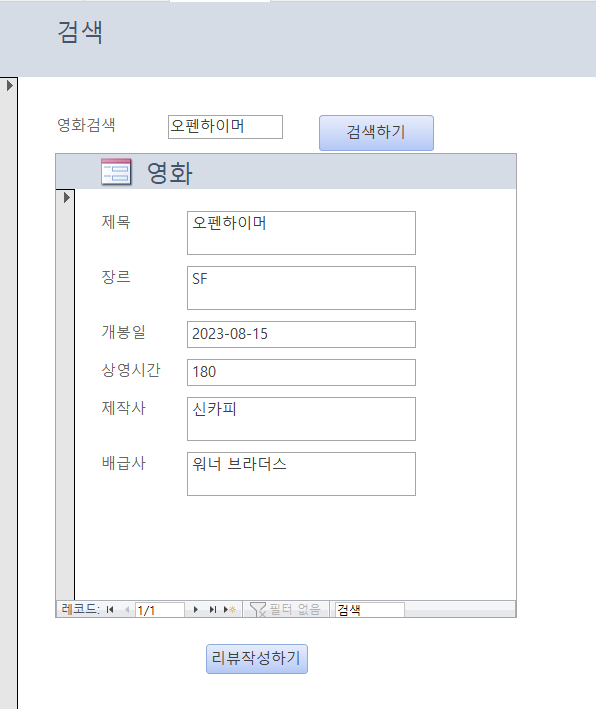 검색
영화검색 오펜하이머 검색하기
영화
제목 오펜하이머
장르 SF
개봉일 2023-08-15
상영시간 180
제작사 신카피
배급사 워너 브라더스
레코드: 1/1 필터 없음 검색
리뷰작성하기